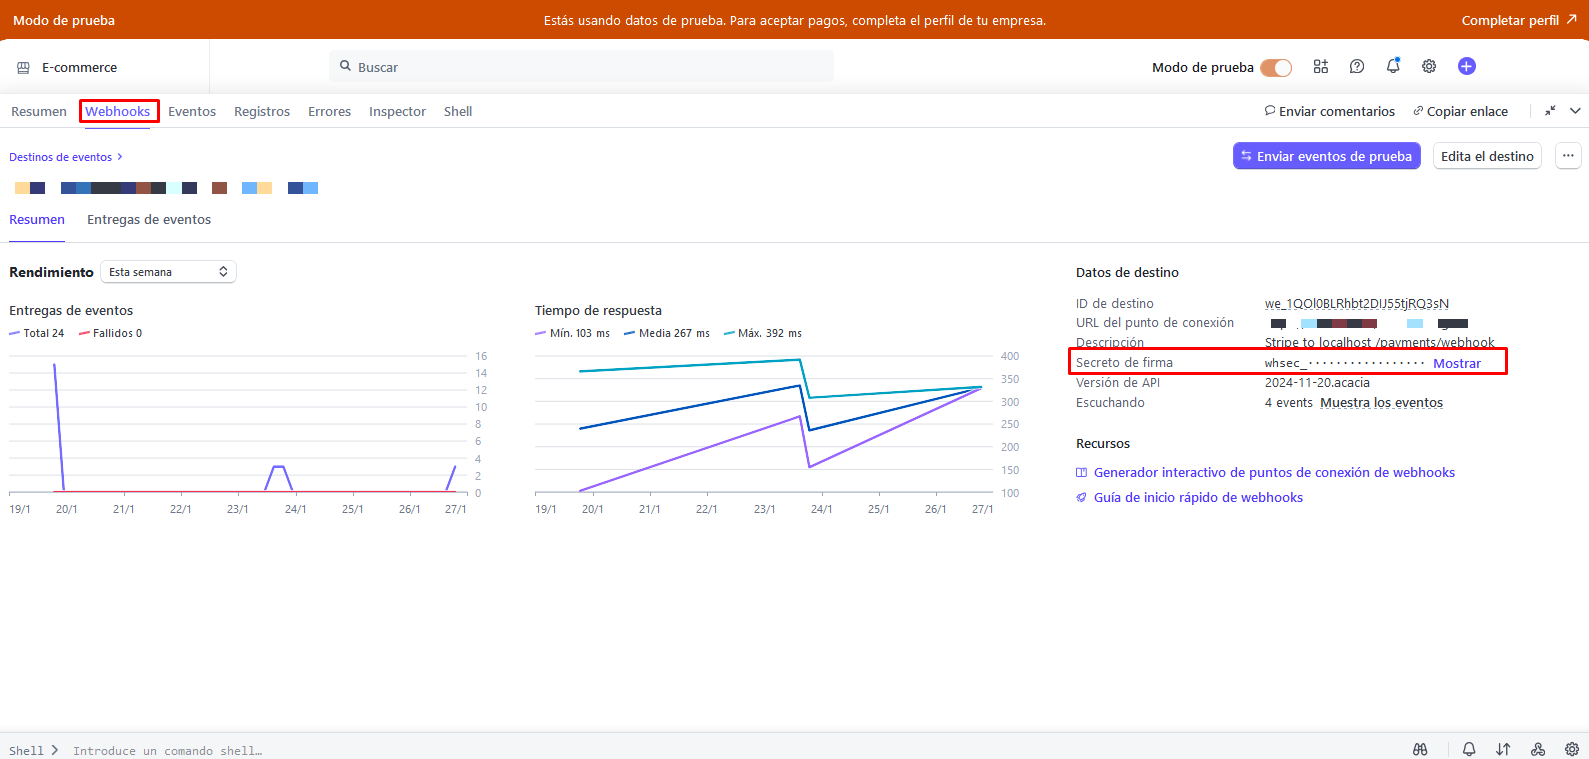 Modo de prueba
Estás usando datos de prueba. Para aceptar pagos, completa el perfil de tu empresa.
Completar perfil
E-commerce
Buscar
Modo de prueba
Resumen Webhooks Eventos Registros Errores Inspector Shell
Enviar comentarios Copiar enlace
Destinos de eventos
Enviar eventos de prueba Edita el destino
Resumen Entregas de eventos
Rendimiento Esta semana
Entregas de eventos
Total 24 Fallidos 0
16
14
12
10
8
6
4
2
0
19/1 20/1 21/1 22/1 23/1 24/1 25/1 26/1 27/1
Tiempo de respuesta
Mín. 103 ms Media 267 ms Máx. 392 ms
400
350
300
250
200
150
100
19/1 20/1 21/1 22/1 23/1 24/1 25/1 26/1 27/1
Datos de destino
ID de destino we_1QOl0BLRhbt2DIJ55tjRQ3sN
URL del punto de conexión
Descripción Stripe to localhost /payments/webhook
Secreto de firma whsec_················· Mostrar
Versión de API 2024-11-20.acacia
Escuchando 4 events Muestra los eventos
Recursos
Generador interactivo de puntos de conexión de webhooks
Guía de inicio rápido de webhooks
Shell Introduce un comando shell…